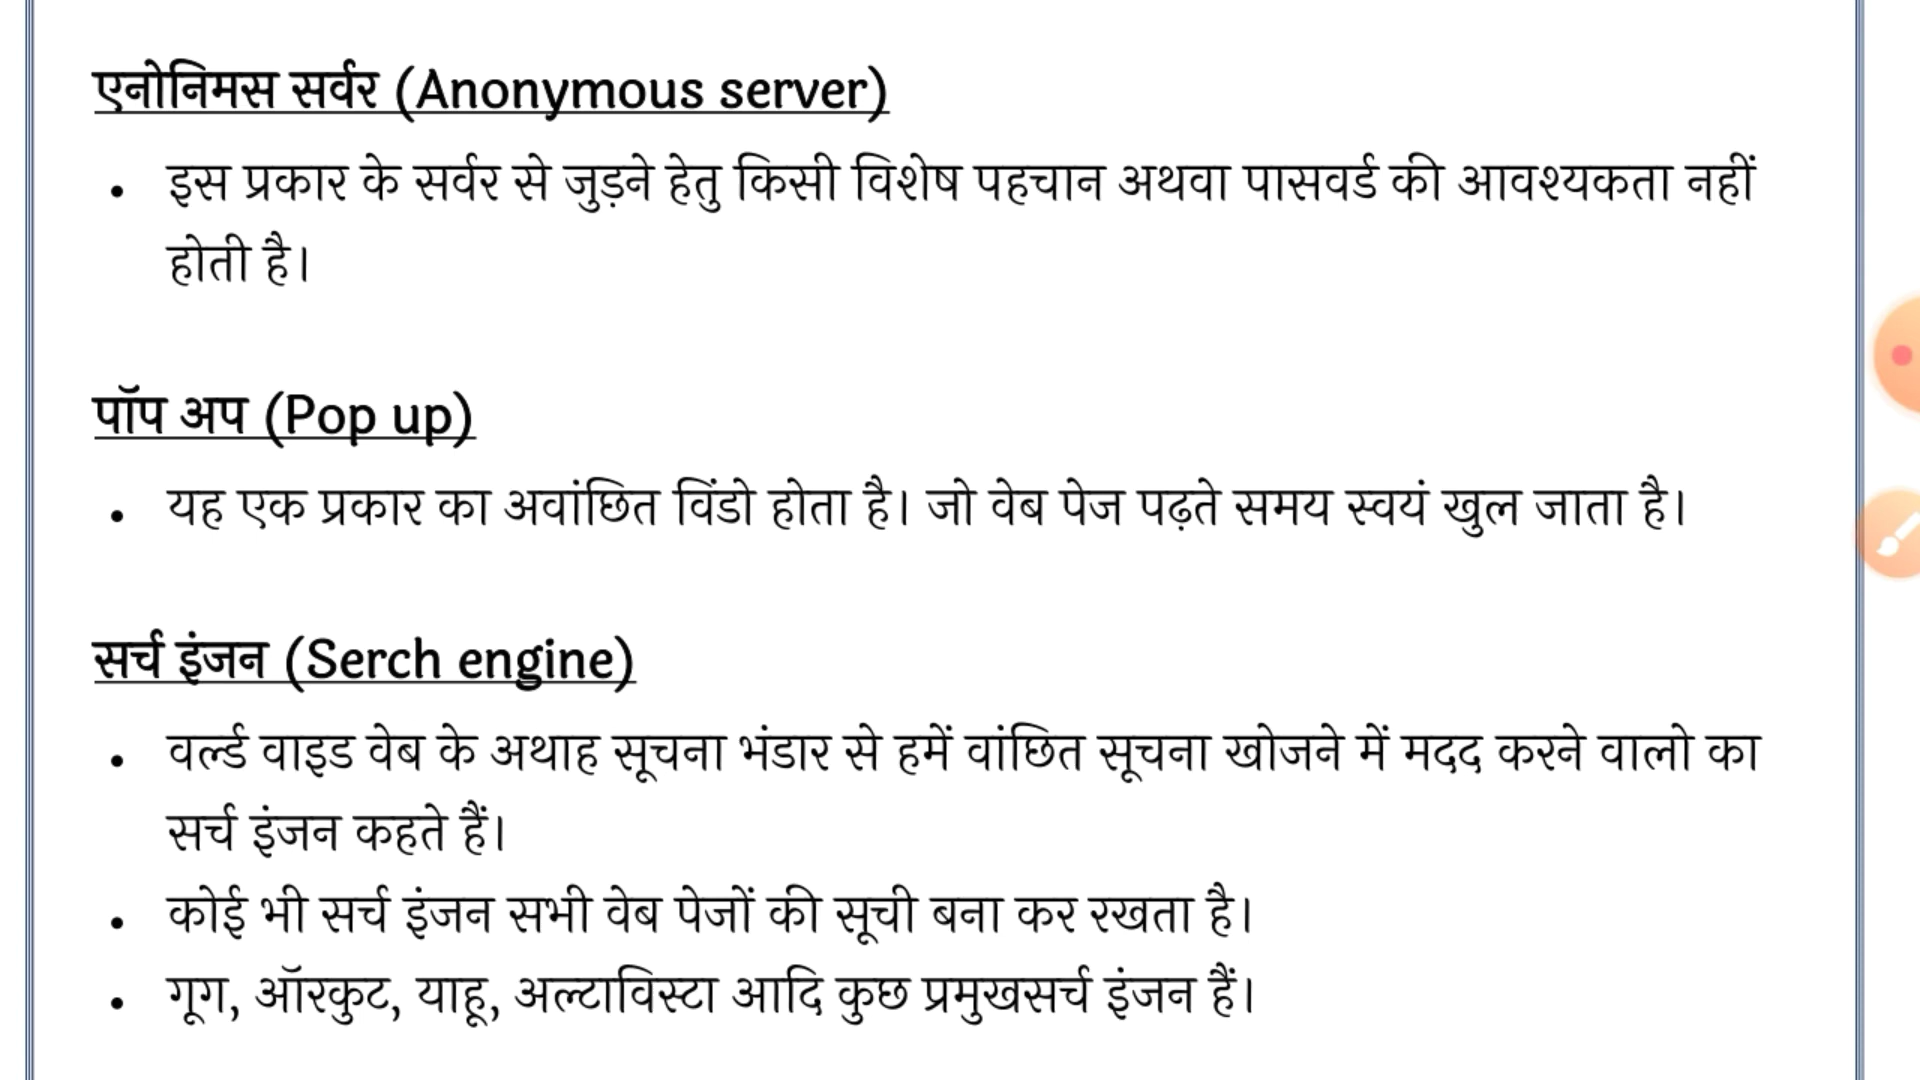 एनोनिमस सर्वर (Anonymous server)
• इस प्रकार के सर्वर से जुड़ने हेतु किसी विशेष पहचान अथवा पासवर्ड की आवश्यकता नहीं
होती है।
पॉप अप (Pop up)
• यह एक प्रकार का अवांछित विंडो होता है। जो वेब पेज पढ़ते समय स्वयं खुल जाता है।
सर्च इंजन (Serch engine)
• वर्ल्ड वाइड वेब के अथाह सूचना भंडार से हमें वांछित सूचना खोजने में मदद करने वालो का
सर्च इंजन कहते हैं।
• कोई भी सर्च इंजन सभी वेब पेजों की सूची बना कर रखता है।
• गूग, ऑरकुट, याहू, अल्टाविस्टा आदि कुछ प्रमुखसर्च इंजन हैं।